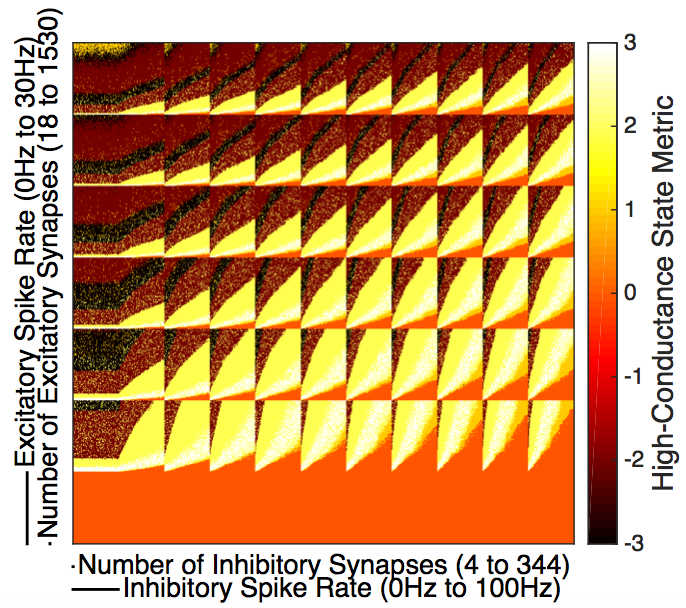 Excitatory Spike Rate (0Hz to 30Hz)
·Number of Excitatory Synapses (18 to 1530)
3
2
1
0
-1
-2
-3
High-Conductance State Metric
·Number of Inhibitory Synapses (4 to 344)
Inhibitory Spike Rate (0Hz to 100Hz)